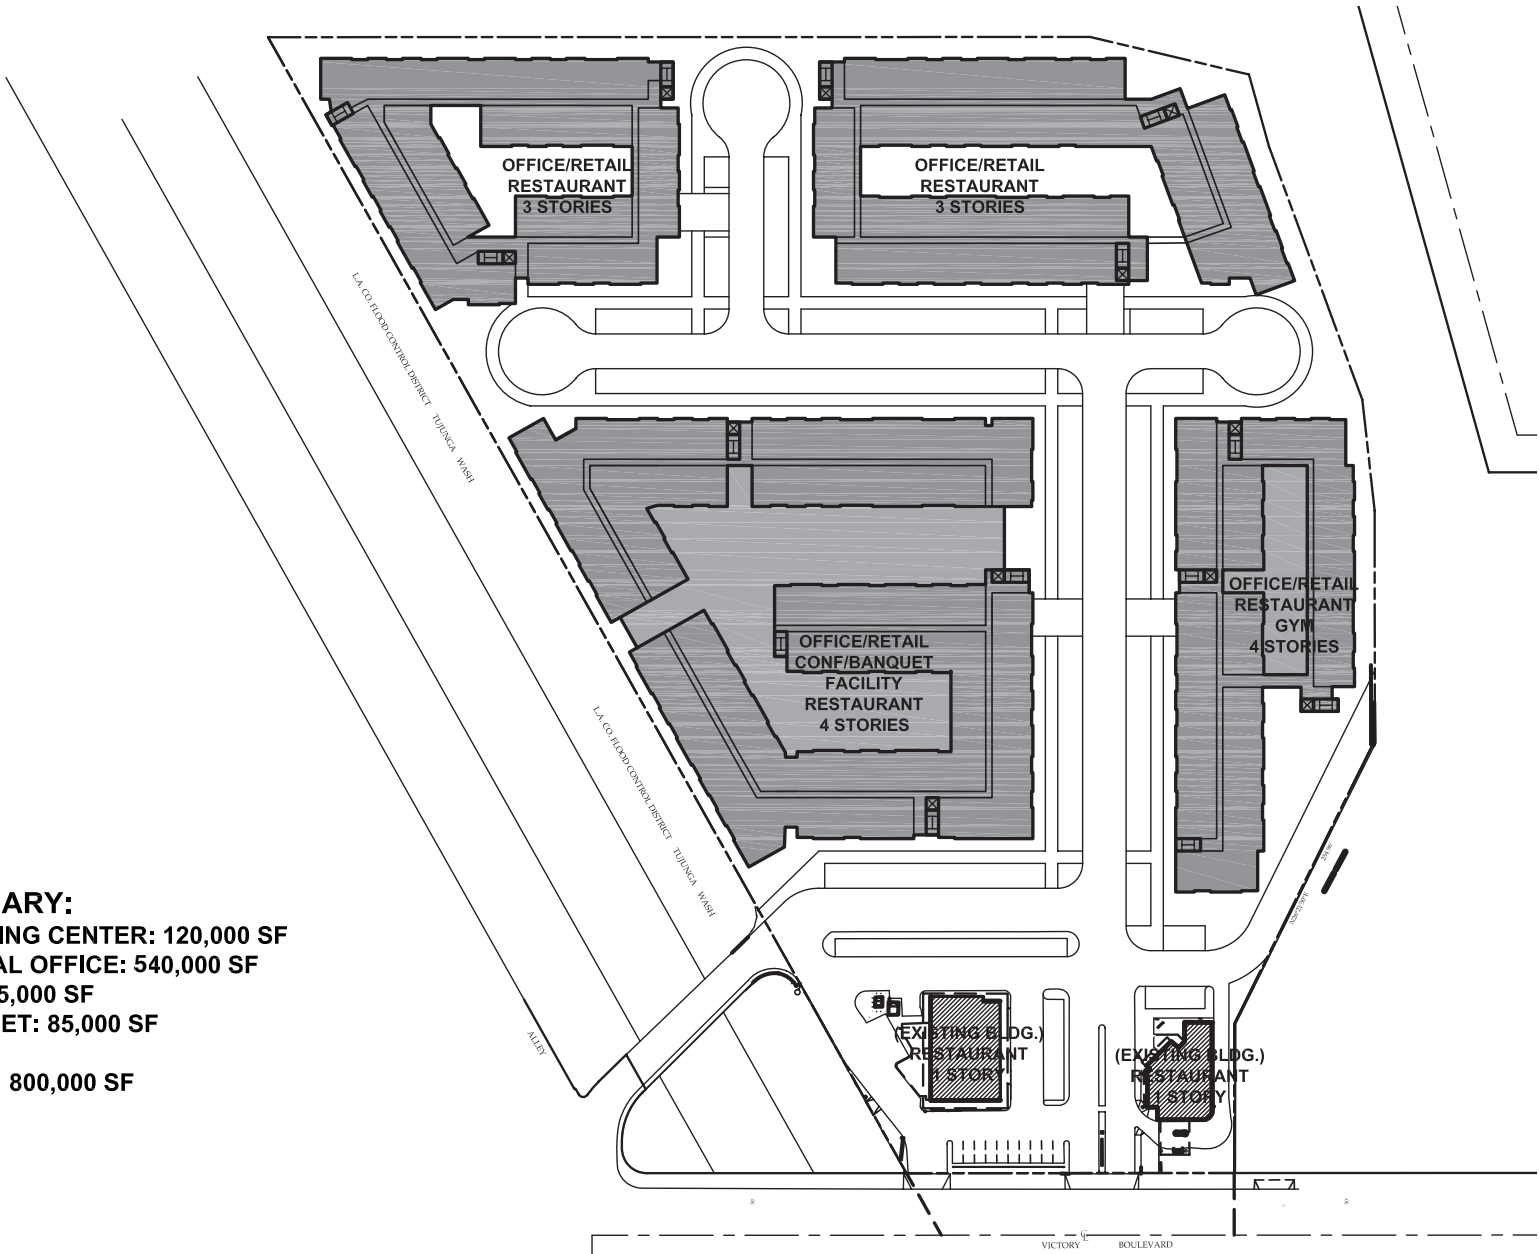 OFFICE/RETAIL
RESTAURANT
3 STORIES
OFFICE/RETAIL
RESTAURANT
3 STORIES
L.A. CO. FLOOD CONTROL DISTRICT TUJUNGA WASH
OFFICE/RETAIL
RESTAURANT
GYM
4 STORIES
OFFICE/RETAIL
CONF/BANQUET
FACILITY
RESTAURANT
4 STORIES
L.A. CO. FLOOD CONTROL DISTRICT TUJUNGA WASH
ARY:
ING CENTER: 120,000 SF
AL OFFICE: 540,000 SF
5,000 SF
ET: 85,000 SF
800,000 SF
ALLEY
(EXISTING BLDG.)
RESTAURANT
1 STORY
(EXISTING BLDG.)
RESTAURANT
1 STORY
VICTORY BOULEVARD